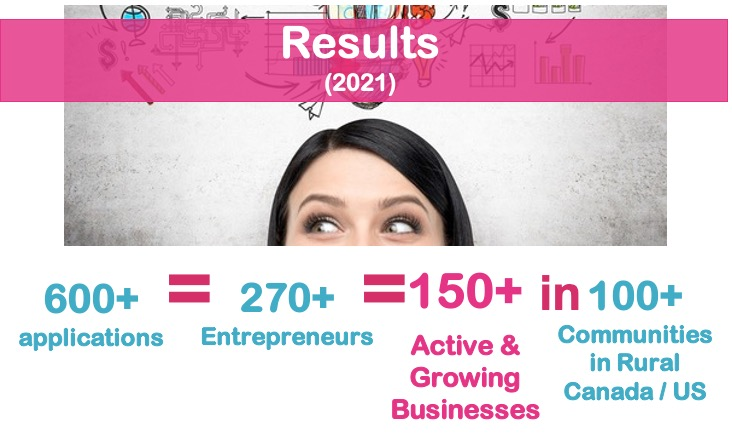 Results
(2021)
600+ = 270+ = 150+ in 100+
applications
Entrepreneurs
Active &
Growing
Businesses
Communities
in Rural
Canada / US